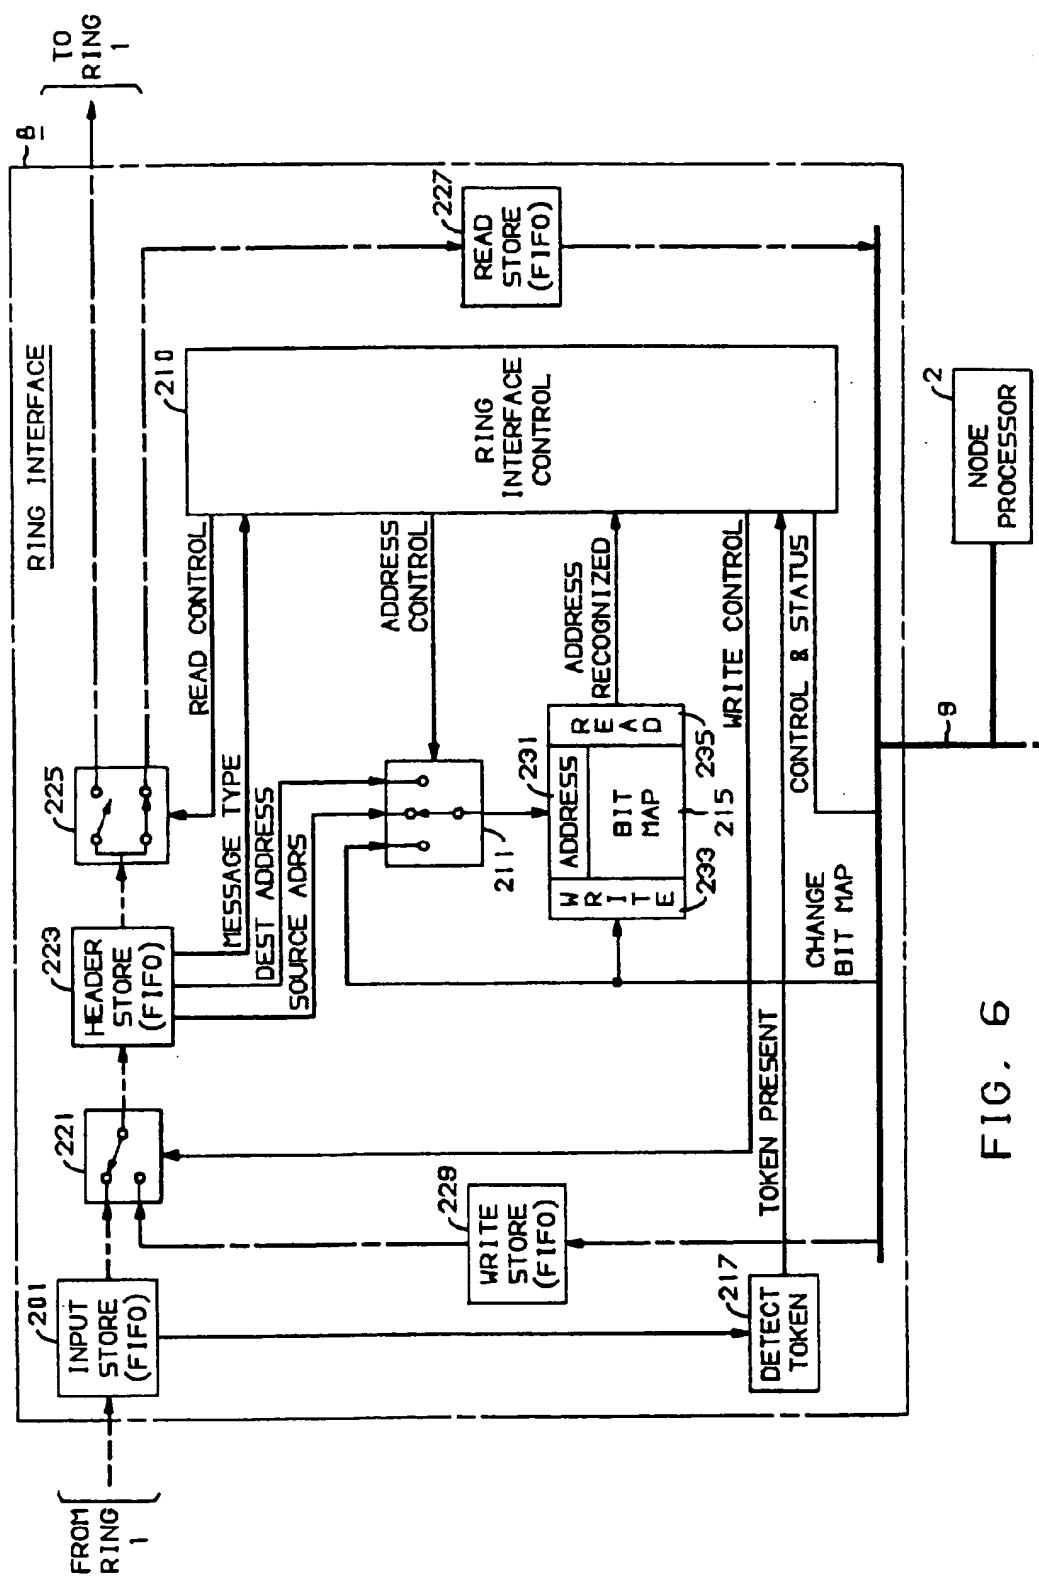 RING INTERFACE
8
TO
RING
1
FROM
RING
1
201
INPUT
STORE
(FIFO)
221
223
HEADER
STORE
(FIFO)
225
READ CONTROL
MESSAGE TYPE
DEST ADDRESS
SOURCE ADRS
210
RING
INTERFACE
CONTROL
227
READ
STORE
(FIFO)
229
WRITE
STORE
(FIFO)
211
ADDRESS
CONTROL
231
ADDRESS
WRITE
BIT
MAP
READ
233
215
235
ADDRESS
RECOGNIZED
217
DETECT
TOKEN
TOKEN PRESENT
WRITE CONTROL
CONTROL & STATUS
CHANGE
BIT MAP
9
2
NODE
PROCESSOR
FIG. 6